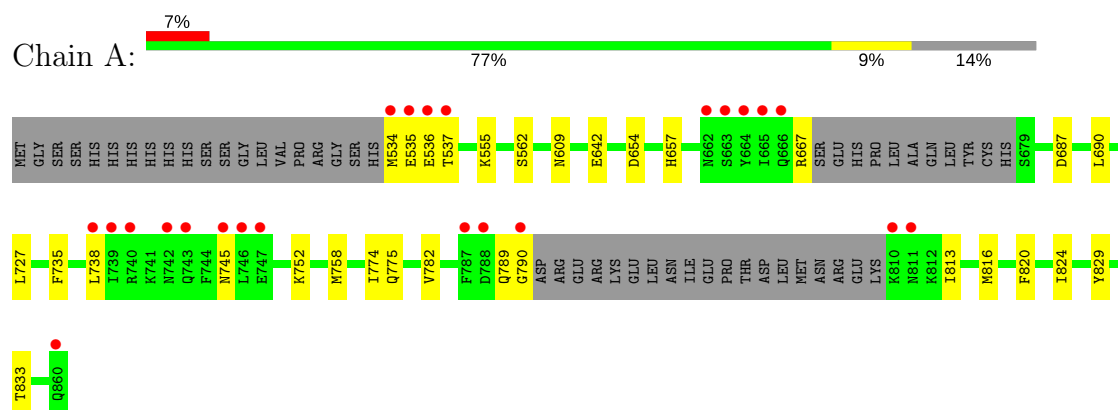 7%
Chain A:
77% 9% 14%
MET GLY SER SER HIS HIS HIS HIS HIS HIS SER SER GLY LEU VAL PRO ARG GLY SER HIS M534 E535 E536 T537 K555 S562 N609 E642 D654 H657 N662 S663 Y664 I665 Q666 R667 SER GLU HIS PRO LEU ALA GLN LEU TYR CYS HIS S679 D687 L690
L727 F735 L738 I739 R740 K741 N742 Q743 F744 N745 L746 E747 K752 M758 I774 Q775 V782 F787 D788 Q789 G790 ASP ARG GLU ARG LYS GLU LEU ASN ILE GLU PRO THR ASP LEU MET ASN ARG GLU LYS K810 N811 K812 I813 M816 F820 I824 Y829
T833 Q860